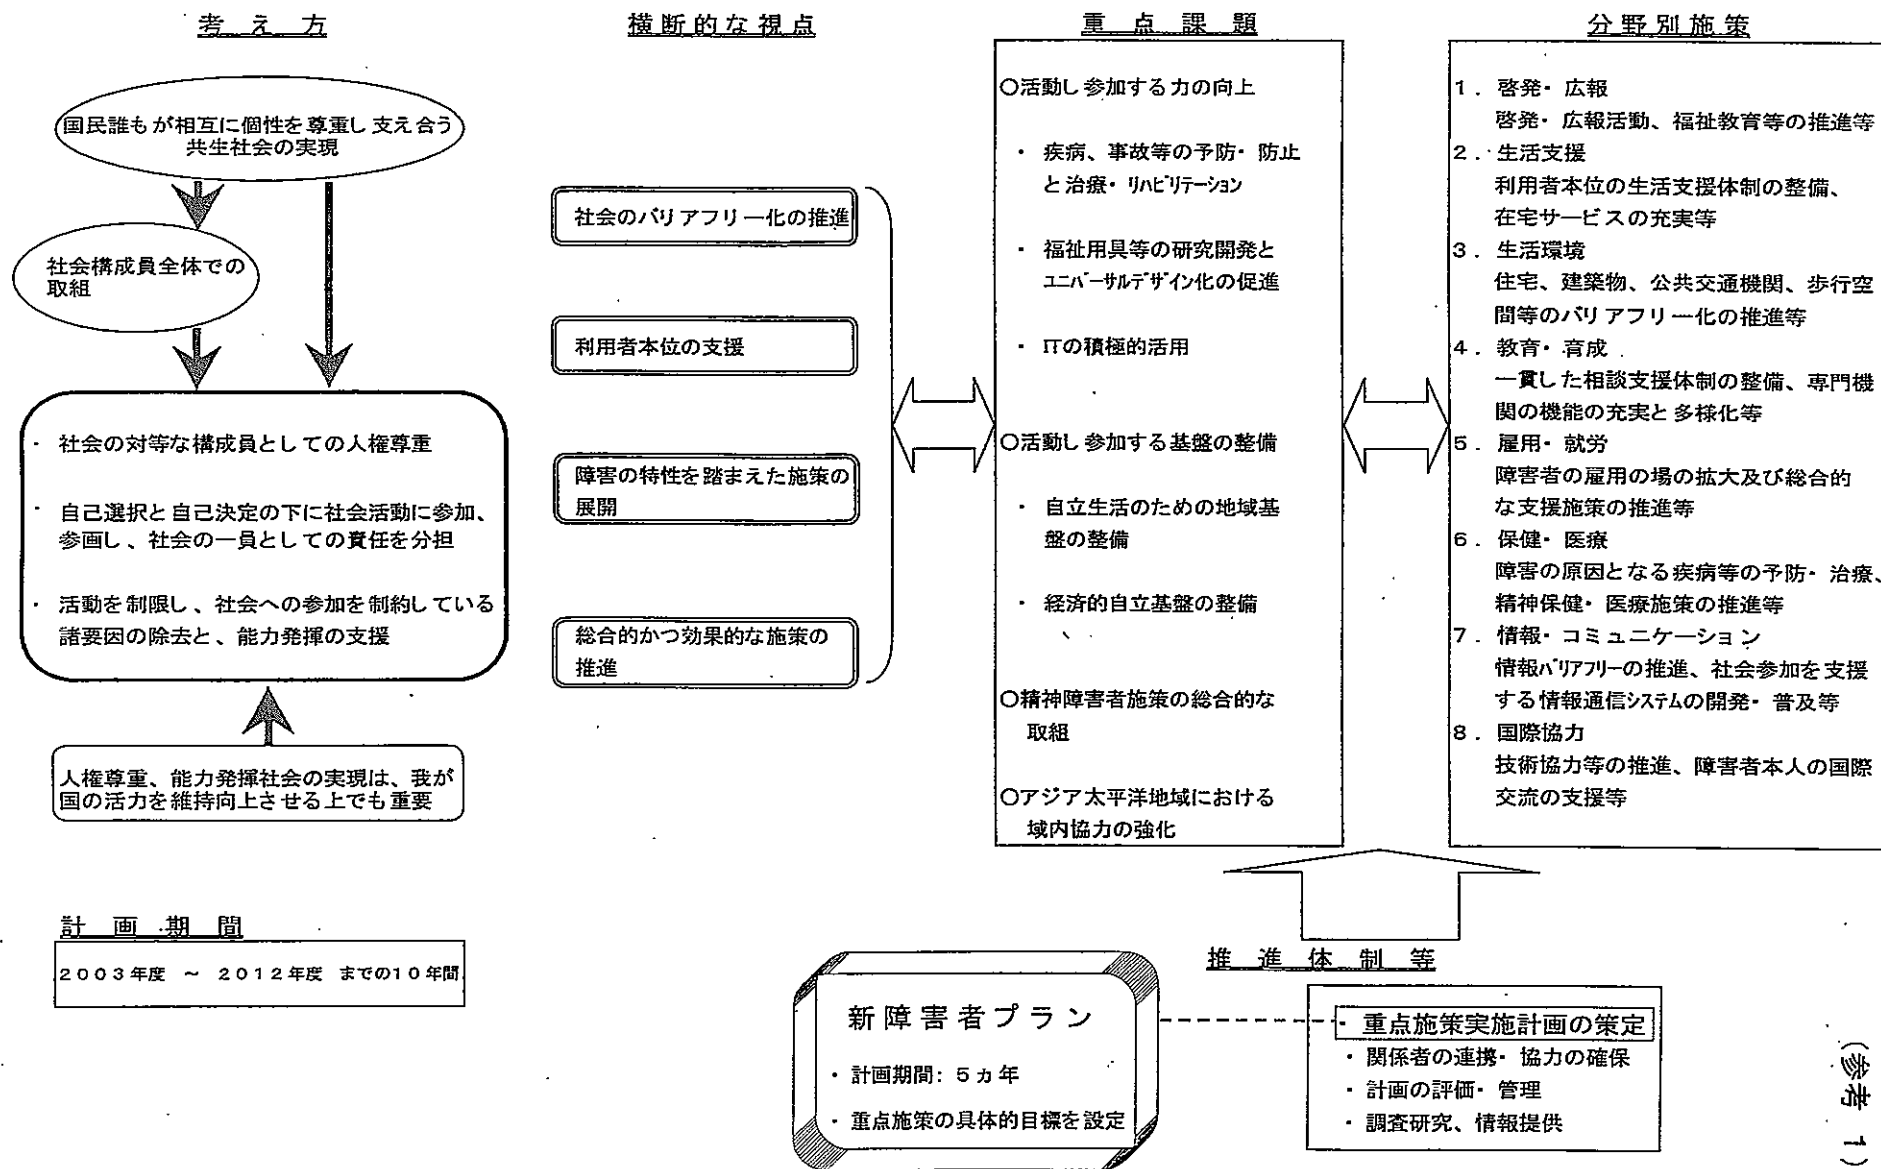 考え方
国民誰もが相互に個性を尊重し支え合う
共生社会の実現
社会構成員全体での
取組
・ 社会の対等な構成員としての人権尊重
・ 自己選択と自己決定の下に社会活動に参加、
参画し、社会の一員としての責任を分担
・ 活動を制限し、社会への参加を制約している
諸要因の除去と、能力発揮の支援
人権尊重、能力発揮社会の実現は、我が
国の活力を維持向上させる上でも重要
計画期間
2003年度 ～ 2012年度 までの10年間
横断的な視点
社会のバリアフリー化の推進
利用者本位の支援
障害の特性を踏まえた施策の
展開
総合的かつ効果的な施策の
推進
重点課題
○活動し参加する力の向上
・ 疾病、事故等の予防・防止
と治療・ﾘﾊﾋﾞﾘﾃｰｼｮﾝ
・ 福祉用具等の研究開発と
ﾕﾆﾊﾞｰｻﾙﾃﾞｻﾞｲﾝ化の促進
・ ITの積極的活用
○活動し参加する基盤の整備
・ 自立生活のための地域基
盤の整備
・ 経済的自立基盤の整備
○精神障害者施策の総合的な
取組
○アジア太平洋地域における
域内協力の強化
分野別施策
1. 啓発・広報
啓発・広報活動、福祉教育等の推進等
2. 生活支援
利用者本位の生活支援体制の整備、
在宅サービスの充実等
3. 生活環境
住宅、建築物、公共交通機関、歩行空
間等のバリアフリー化の推進等
4. 教育・育成
一貫した相談支援体制の整備、専門機
関の機能の充実と多様化等
5. 雇用・就労
障害者の雇用の場の拡大及び総合的
な支援施策の推進等
6. 保健・医療
障害の原因となる疾病等の予防・治療、
精神保健・医療施策の推進等
7. 情報・コミュニケーション
情報ﾊﾞﾘｱﾌﾘｰの推進、社会参加を支援
する情報通信ｼｽﾃﾑの開発・普及等
8. 国際協力
技術協力等の推進、障害者本人の国際
交流の支援等
推進体制等
新障害者プラン
・ 計画期間：5ヵ年
・ 重点施策の具体的目標を設定
・ 重点施策実施計画の策定
・ 関係者の連携・協力の確保
・ 計画の評価・管理
・ 調査研究、情報提供
（参考 1）